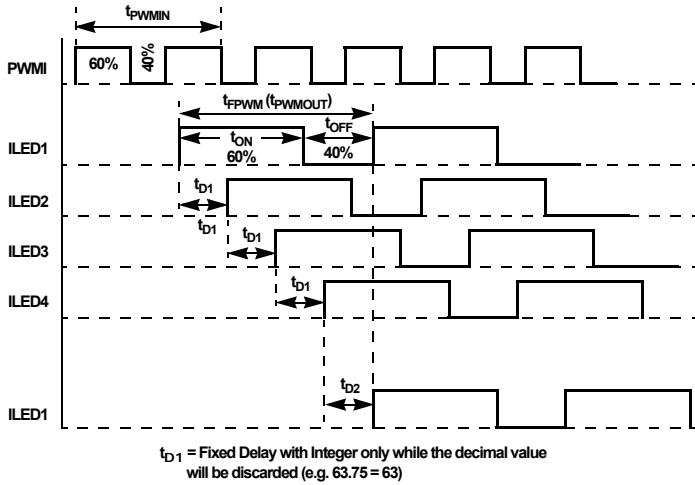 tPWMIN
PWMI
60%
40%
tFPWM (tPWMOUT)
tON
60%
tOFF
40%
ILED1
tD1
ILED2
tD1
tD1
ILED3
tD1
ILED4
tD2
ILED1
tD1 = Fixed Delay with Integer only while the decimal value
will be discarded (e.g. 63.75 = 63)